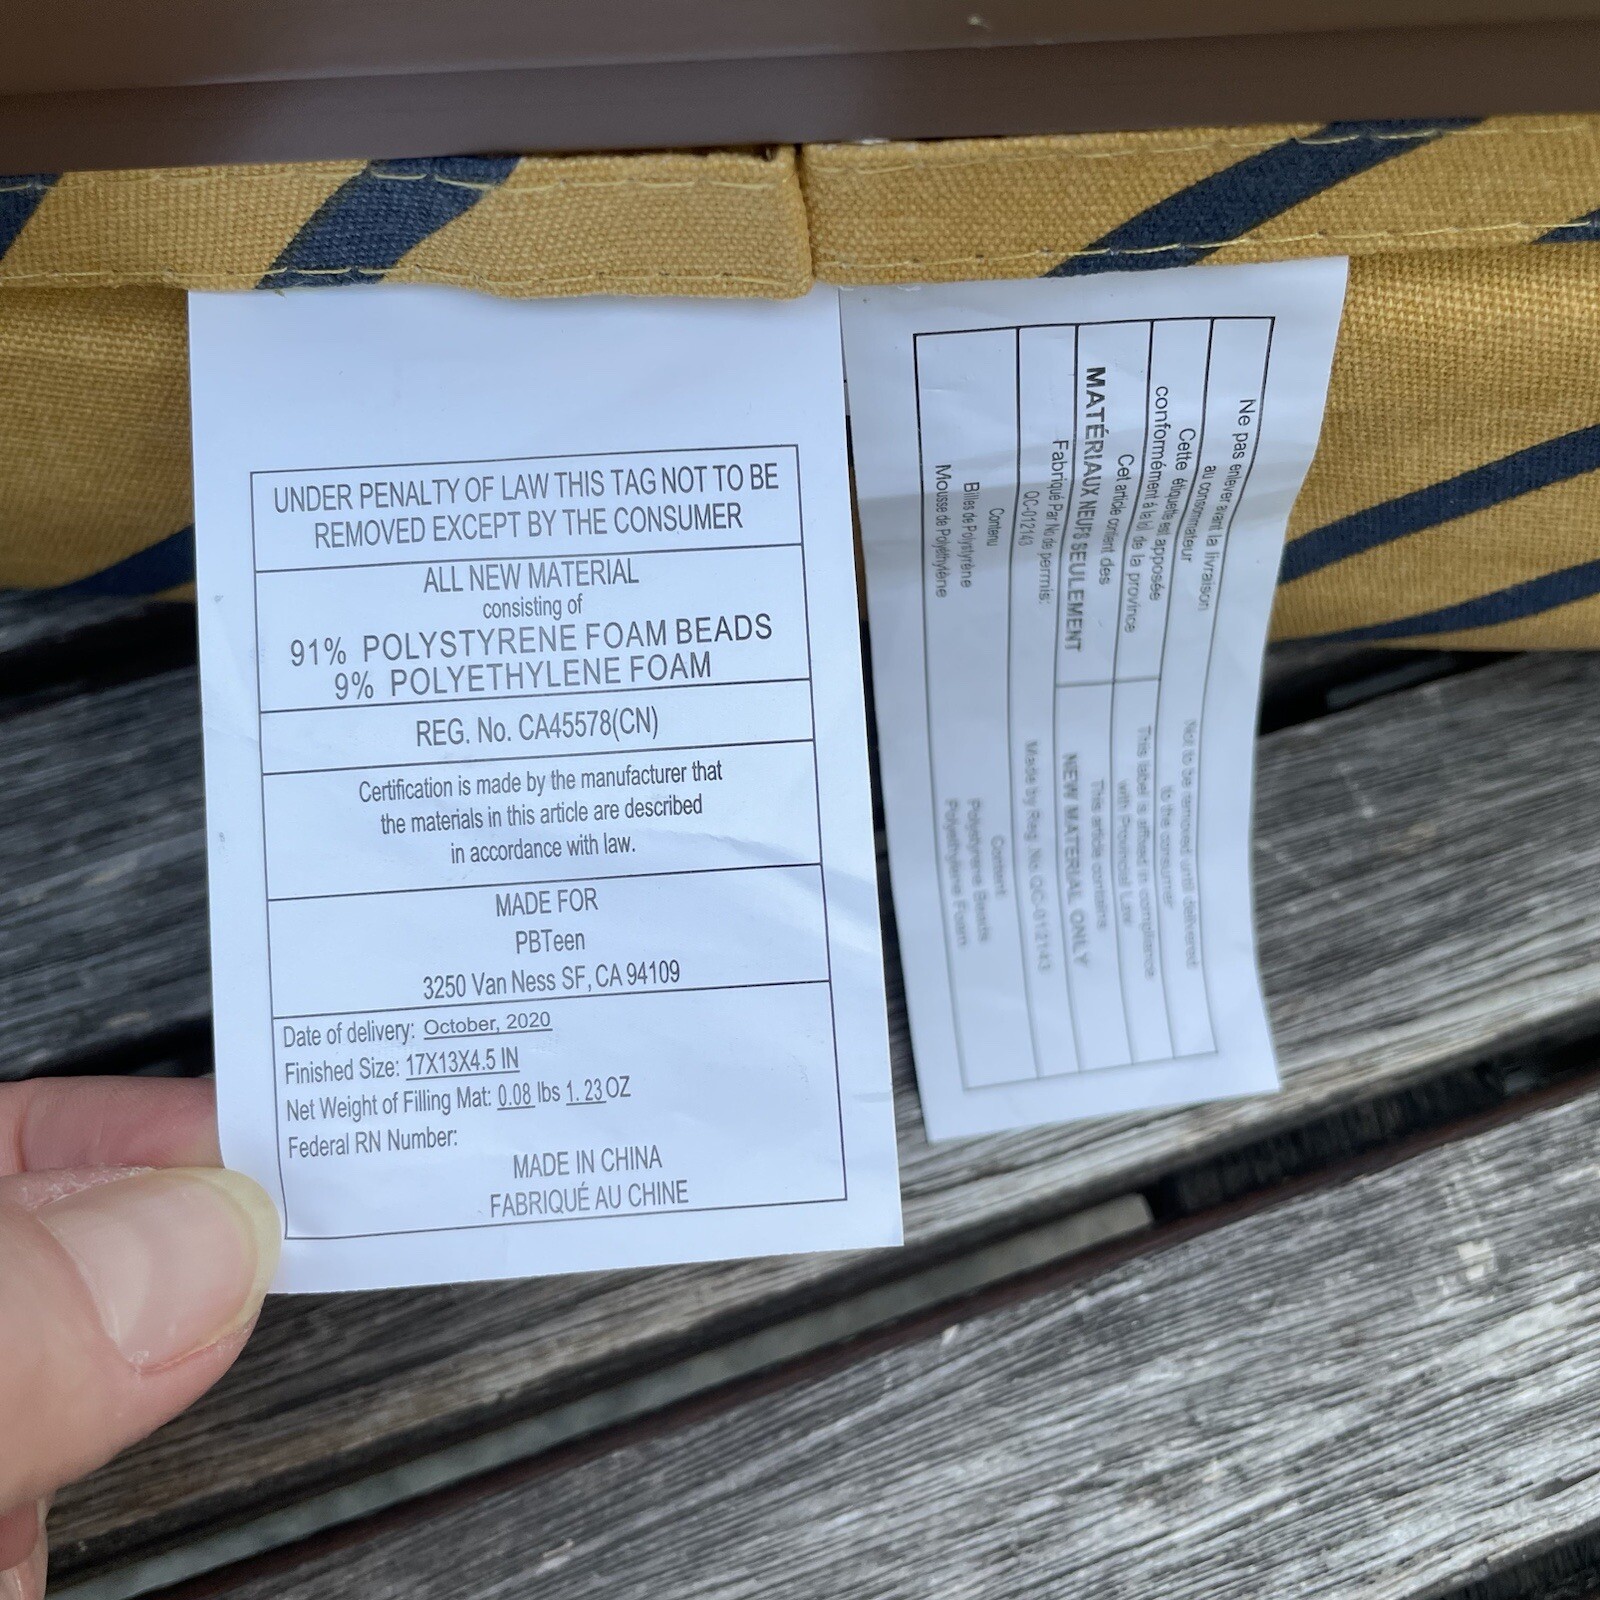 UNDER PENALTY OF LAW THIS TAG NOT TO BE
REMOVED EXCEPT BY THE CONSUMER
ALL NEW MATERIAL
consisting of
91% POLYSTYRENE FOAM BEADS
9% POLYETHYLENE FOAM
REG. No. CA45578(CN)
Certification is made by the manufacturer that
the materials in this article are described
in accordance with law.
MADE FOR
PBTeen
3250 Van Ness SF, CA 94109
Date of delivery: October, 2020
Finished Size: 17X13X4.5 IN
Net Weight of Filling Mat: 0.08 lbs 1. 23 OZ
Federal RN Number:
MADE IN CHINA
FABRIQUÉ AU CHINE
Ne pas enlever avant la livraison
au consommateur
Cette étiquette est apposée
conformément à la loi de la province
Cet article contient des
MATÉRIAUX NEUFS SEULEMENT
Fabriqué Par No de permis:
QC-012143
Contenu
Billes de Polystyrène
Mousse de Polyéthylène
Not to be removed until delivered
to the consumer
This label is affixed in compliance
with Provincial Law
This article contains
NEW MATERIAL ONLY
Made by Reg. No QC-012143
Content
Polystyrene Beads
Polyethylene Foam